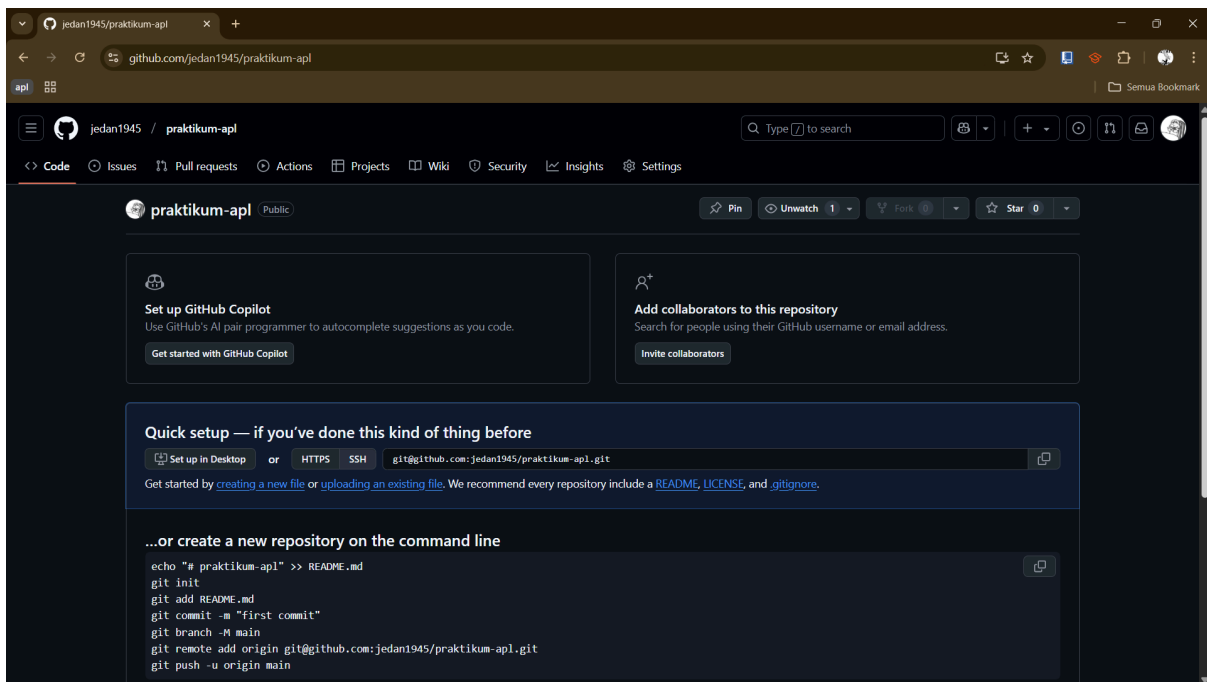 jedan1945/praktikum-apl
github.com/jedan1945/praktikum-apl
apl
Semua Bookmark
jedan1945 / praktikum-apl
Type / to search
Code Issues Pull requests Actions Projects Wiki Security Insights Settings
praktikum-apl Public
Pin Unwatch 1 Fork 0 Star 0
Set up GitHub Copilot
Use GitHub's AI pair programmer to autocomplete suggestions as you code.
Get started with GitHub Copilot
Add collaborators to this repository
Search for people using their GitHub username or email address.
Invite collaborators
Quick setup — if you've done this kind of thing before
Set up in Desktop or HTTPS SSH git@github.com:jedan1945/praktikum-apl.git
Get started by creating a new file or uploading an existing file. We recommend every repository include a README, LICENSE, and .gitignore.
...or create a new repository on the command line
echo "# praktikum-apl" >> README.md
git init
git add README.md
git commit -m "first commit"
git branch -M main
git remote add origin git@github.com:jedan1945/praktikum-apl.git
git push -u origin main